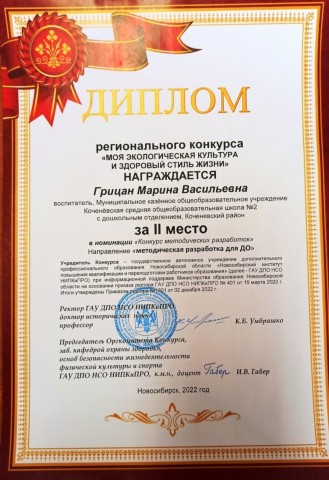 ДИПЛОМ
регионального конкурса
«МОЯ ЭКОЛОГИЧЕСКАЯ КУЛЬТУРА
И ЗДОРОВЫЙ СТИЛЬ ЖИЗНИ»
НАГРАЖДАЕТСЯ
Грицан Марина Васильевна
воспитатель, Муниципальное казённое общеобразовательное учреждение
Коченёвская средняя общеобразовательная школа №2
с дошкольным отделением, Коченевский район
за II место
в номинации «Конкурс методических разработок»
Направление «Методическая разработка для ДО»
Учредитель Конкурса – государственное автономное учреждение дополнительного
профессионального образования Новосибирской области «Новосибирский институт
повышения квалификации и переподготовки работников образования» (далее - ГАУ ДПО НСО
НИПКиПРО) при информационной поддержке Министерства образования Новосибирской
области на основании приказа ректора ГАУ ДПО НСО НИПКиПРО № 401 от 16 марта 2022 г.
Итоги утверждены Приказом ректора от 02 декабря 2022 г.
Ректор ГАУ ДПО НСО НИПКиПРО,
доктор исторических наук,
профессор К.Б. Умбрашко
Председатель Оргкомитета Конкурса,
зав. кафедрой охраны здоровья,
основ безопасности жизнедеятельности
физической культуры и спорта
ГАУ ДПО НСО НИПКиПРО, к.м.н., доцент И.В. Габер
Новосибирск, 2022 год